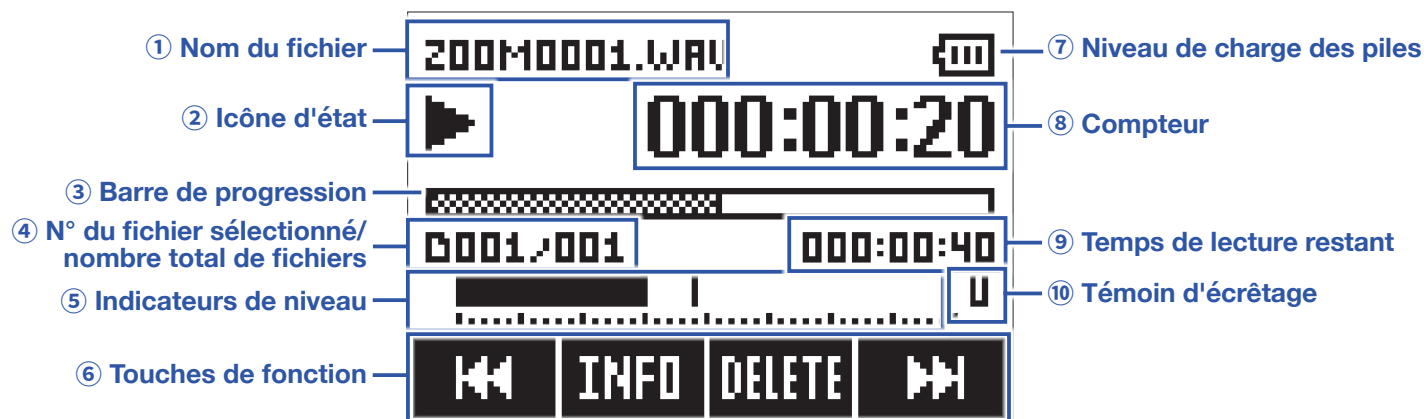 ① Nom du fichier
ZOOM0001.WAV
⑦ Niveau de charge des piles
② Icône d'état
000:00:20
⑧ Compteur
③ Barre de progression
④ N° du fichier sélectionné/
nombre total de fichiers
001/001
000:00:40
⑨ Temps de lecture restant
⑤ Indicateurs de niveau
⑩ Témoin d'écrêtage
⑥ Touches de fonction
INFO
DELETE